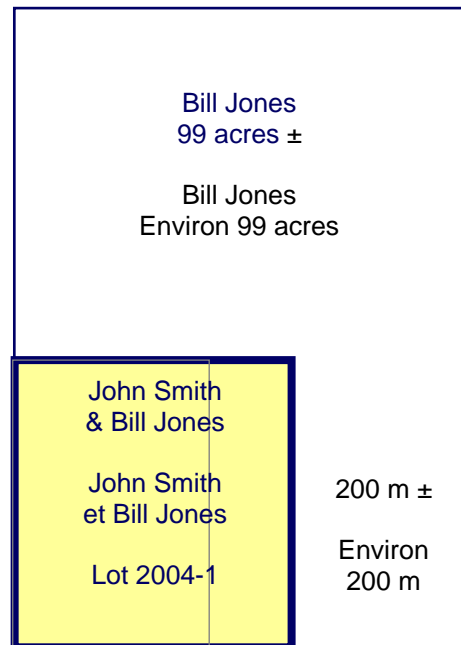 Bill Jones
99 acres ±
Bill Jones
Environ 99 acres
John Smith
& Bill Jones
John Smith
et Bill Jones
Lot 2004-1
200 m ±
Environ
200 m